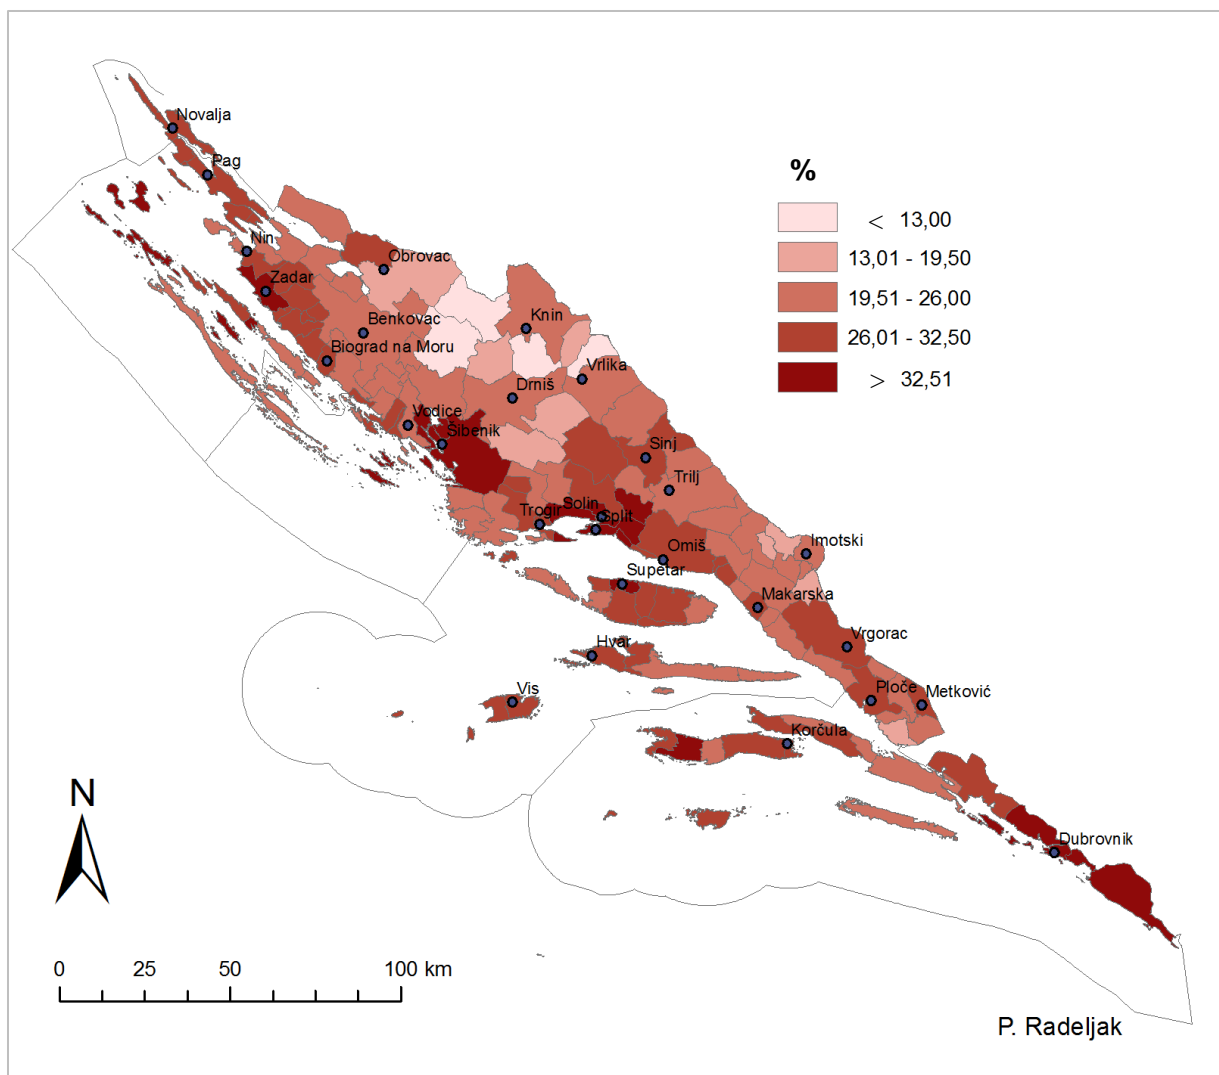 Novalja
Pag
%
< 13,00
13,01 - 19,50
19,51 - 26,00
26,01 - 32,50
> 32,51
Nin
Obrovac
Zadar
Benkovac
Knin
Biograd na Moru
Vrlika
Drniš
Vodice
Šibenik
Sinj
Trilj
Trogir
Solin
Split
Omiš
Imotski
Supetar
Makarska
Hvar
Vrgorac
Vis
Ploče
Metković
Korčula
N
Dubrovnik
0 25 50 100 km
P. Radeljak